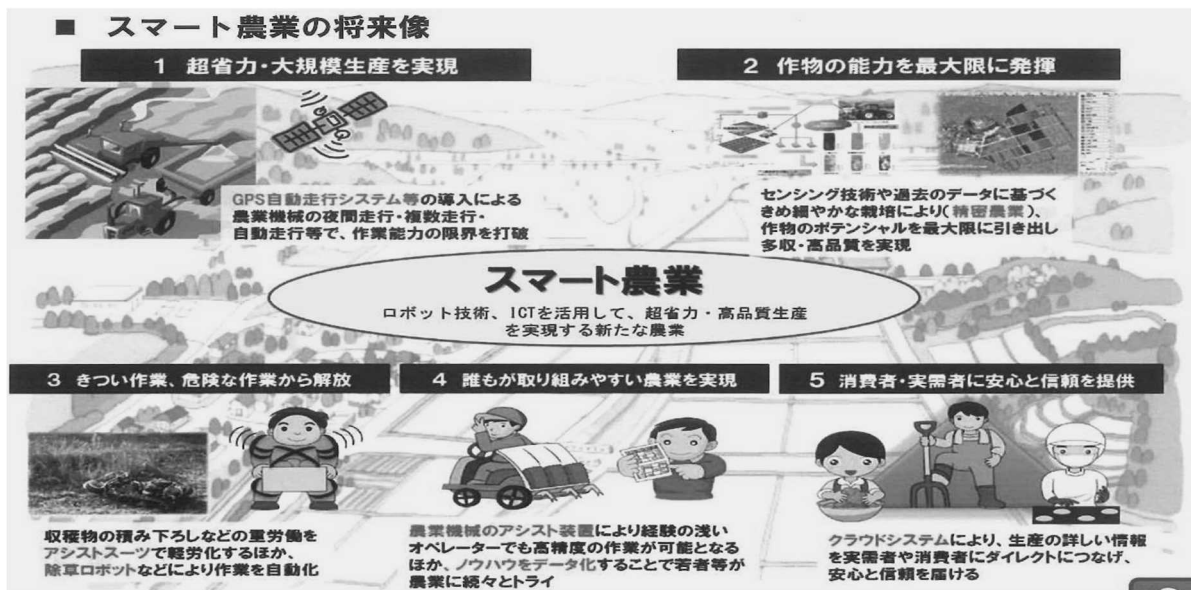 ■ スマート農業の将来像
1 超省力・大規模生産を実現
GPS自動走行システム等の導入による
農業機械の夜間走行・複数走行・
自動走行等で、作業能力の限界を打破
2 作物の能力を最大限に発揮
センシング技術や過去のデータに基づく
きめ細やかな栽培により(精密農業)、
作物のポテンシャルを最大限に引き出し
多収・高品質を実現
スマート農業
ロボット技術、ICTを活用して、超省力・高品質生産
を実現する新たな農業
3 きつい作業、危険な作業から解放
収穫物の積み下ろしなどの重労働を
アシストスーツで軽労化するほか、
除草ロボットなどにより作業を自動化
4 誰もが取り組みやすい農業を実現
農業機械のアシスト装置により経験の浅い
オペレーターでも高精度の作業が可能となる
ほか、ノウハウをデータ化することで若者等が
農業に続々とトライ
5 消費者・実需者に安心と信頼を提供
クラウドシステムにより、生産の詳しい情報
を実需者や消費者にダイレクトにつなげ、
安心と信頼を届ける